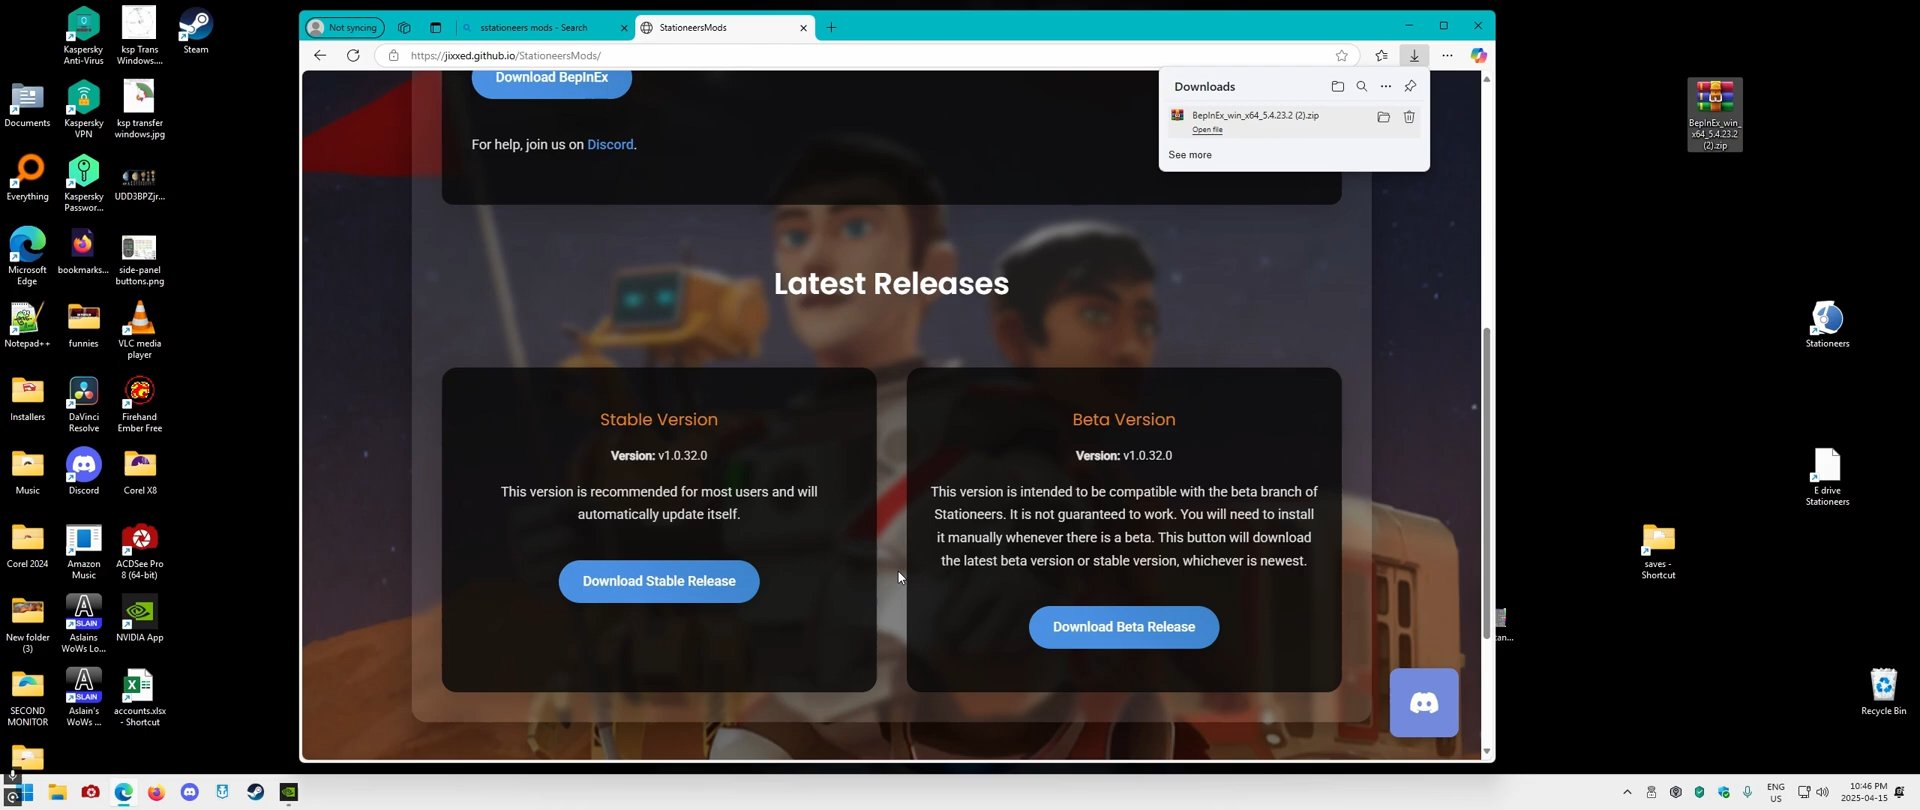 Not syncing
sstationeers mods - Search
StationeersMods
https://jixxed.github.io/StationeersMods/
Downloads
BepInEx_win_x64_5.4.23.2 (2).zip
Open file
See more
Download BepInEx
For help, join us on Discord.
Latest Releases
Stable Version
Version: v1.0.32.0
This version is recommended for most users and will
automatically update itself.
Download Stable Release
Beta Version
Version: v1.0.32.0
This version is intended to be compatible with the beta branch of
Stationeers. It is not guaranteed to work. You will need to install
it manually whenever there is a beta. This button will download
the latest beta version or stable version, whichever is newest.
Download Beta Release
Kaspersky
Anti-Virus
ksp Trans
Windows....
Steam
Documents
Kaspersky
VPN
ksp transfer
windows.jpg
Everything
Kaspersky
Passwor...
UDD3BPZjr...
Microsoft
Edge
bookmarks...
side-panel
buttons.png
Notepad++
funnies
VLC media
player
Installers
DaVinci
Resolve
Firehand
Ember Free
Music
Discord
Corel X8
Corel 2024
Amazon
Music
ACDSee Pro
8 (64-bit)
New folder
(3)
Aslains
WoWs Lo...
NVIDIA App
SECOND
MONITOR
Aslain's
WoWs ...
accounts.xlsx
- Shortcut
BepInEx_win_
x64_5.4.23.2
(2).zip
Stationeers
E drive
Stationeers
saves -
Shortcut
Recycle Bin
ENG
US
10:46 PM
2025-04-15